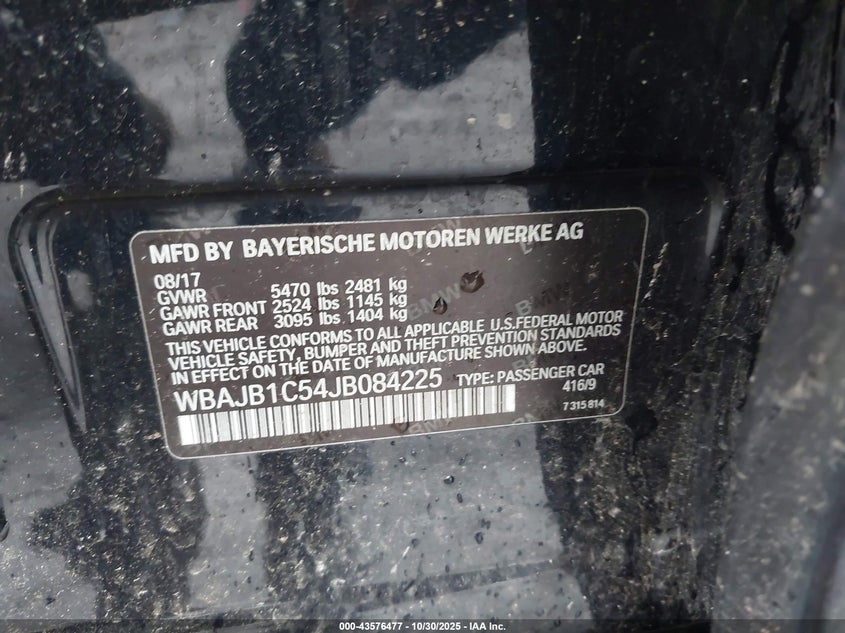 MFD BY BAYERISCHE MOTOREN WERKE AG
08/17
GVWR 5470 lbs 2481 kg
GAWR FRONT 2524 lbs 1145 kg
GAWR REAR 3095 lbs 1404 kg
THIS VEHICLE CONFORMS TO ALL APPLICABLE U.S.FEDERAL MOTOR
VEHICLE SAFETY, BUMPER AND THEFT PREVENTION STANDARDS
IN EFFECT ON THE DATE OF MANUFACTURE SHOWN ABOVE.
WBAJB1C54JB084225 TYPE: PASSENGER CAR
416/9
7 315 814
000-43576477 - 10/30/2025 - IAA Inc.